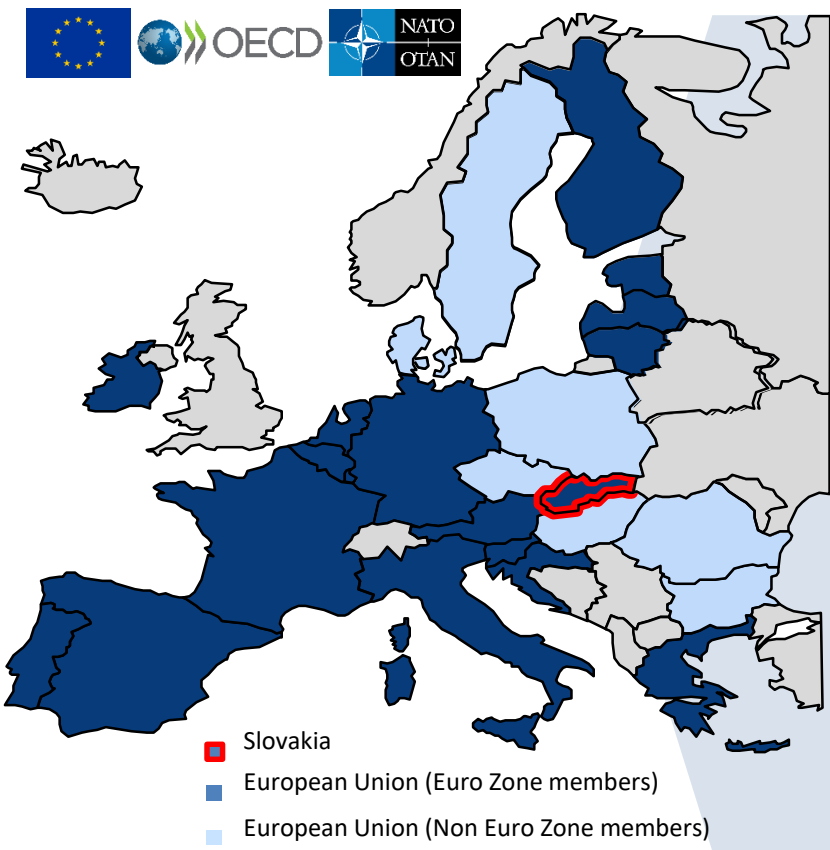 OECD
NATO
OTAN
Slovakia
European Union (Euro Zone members)
European Union (Non Euro Zone members)